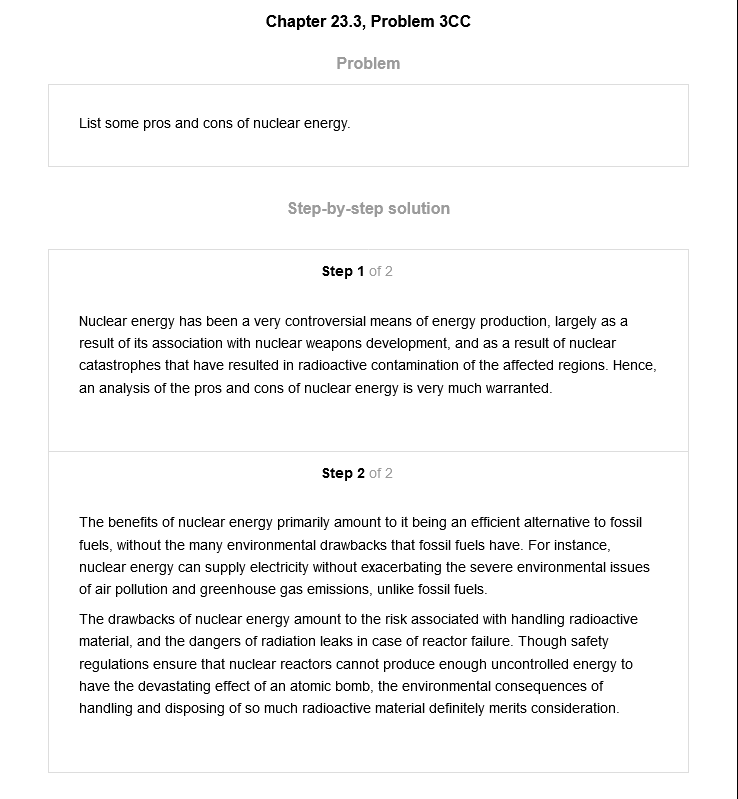 Chapter 23.3, Problem 3CC
Problem
List some pros and cons of nuclear energy.
Step-by-step solution
Step 1 of 2
Nuclear energy has been a very controversial means of energy production, largely as a
result of its association with nuclear weapons development, and as a result of nuclear
catastrophes that have resulted in radioactive contamination of the affected regions. Hence,
an analysis of the pros and cons of nuclear energy is very much warranted.
Step 2 of 2
The benefits of nuclear energy primarily amount to it being an efficient alternative to fossil
fuels, without the many environmental drawbacks that fossil fuels have. For instance,
nuclear energy can supply electricity without exacerbating the severe environmental issues
of air pollution and greenhouse gas emissions, unlike fossil fuels.
The drawbacks of nuclear energy amount to the risk associated with handling radioactive
material, and the dangers of radiation leaks in case of reactor failure. Though safety
regulations ensure that nuclear reactors cannot produce enough uncontrolled energy to
have the devastating effect of an atomic bomb, the environmental consequences of
handling and disposing of so much radioactive material definitely merits consideration.